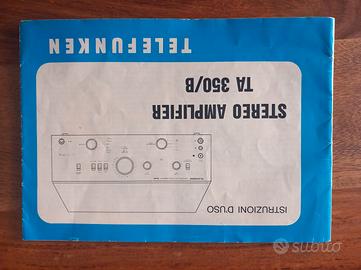 TELEFUNKEN
STEREO AMPLIFIER
TA 350/B
ISTRUZIONI D'USO
subito